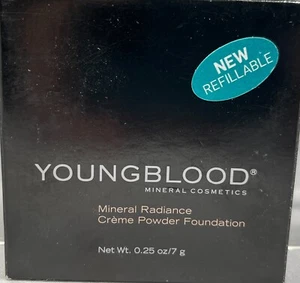 NEW
REFILLABLE
YOUNGBLOOD®
MINERAL COSMETICS
Mineral Radiance
Crème Powder Foundation
Net Wt. 0.25 oz/7 g